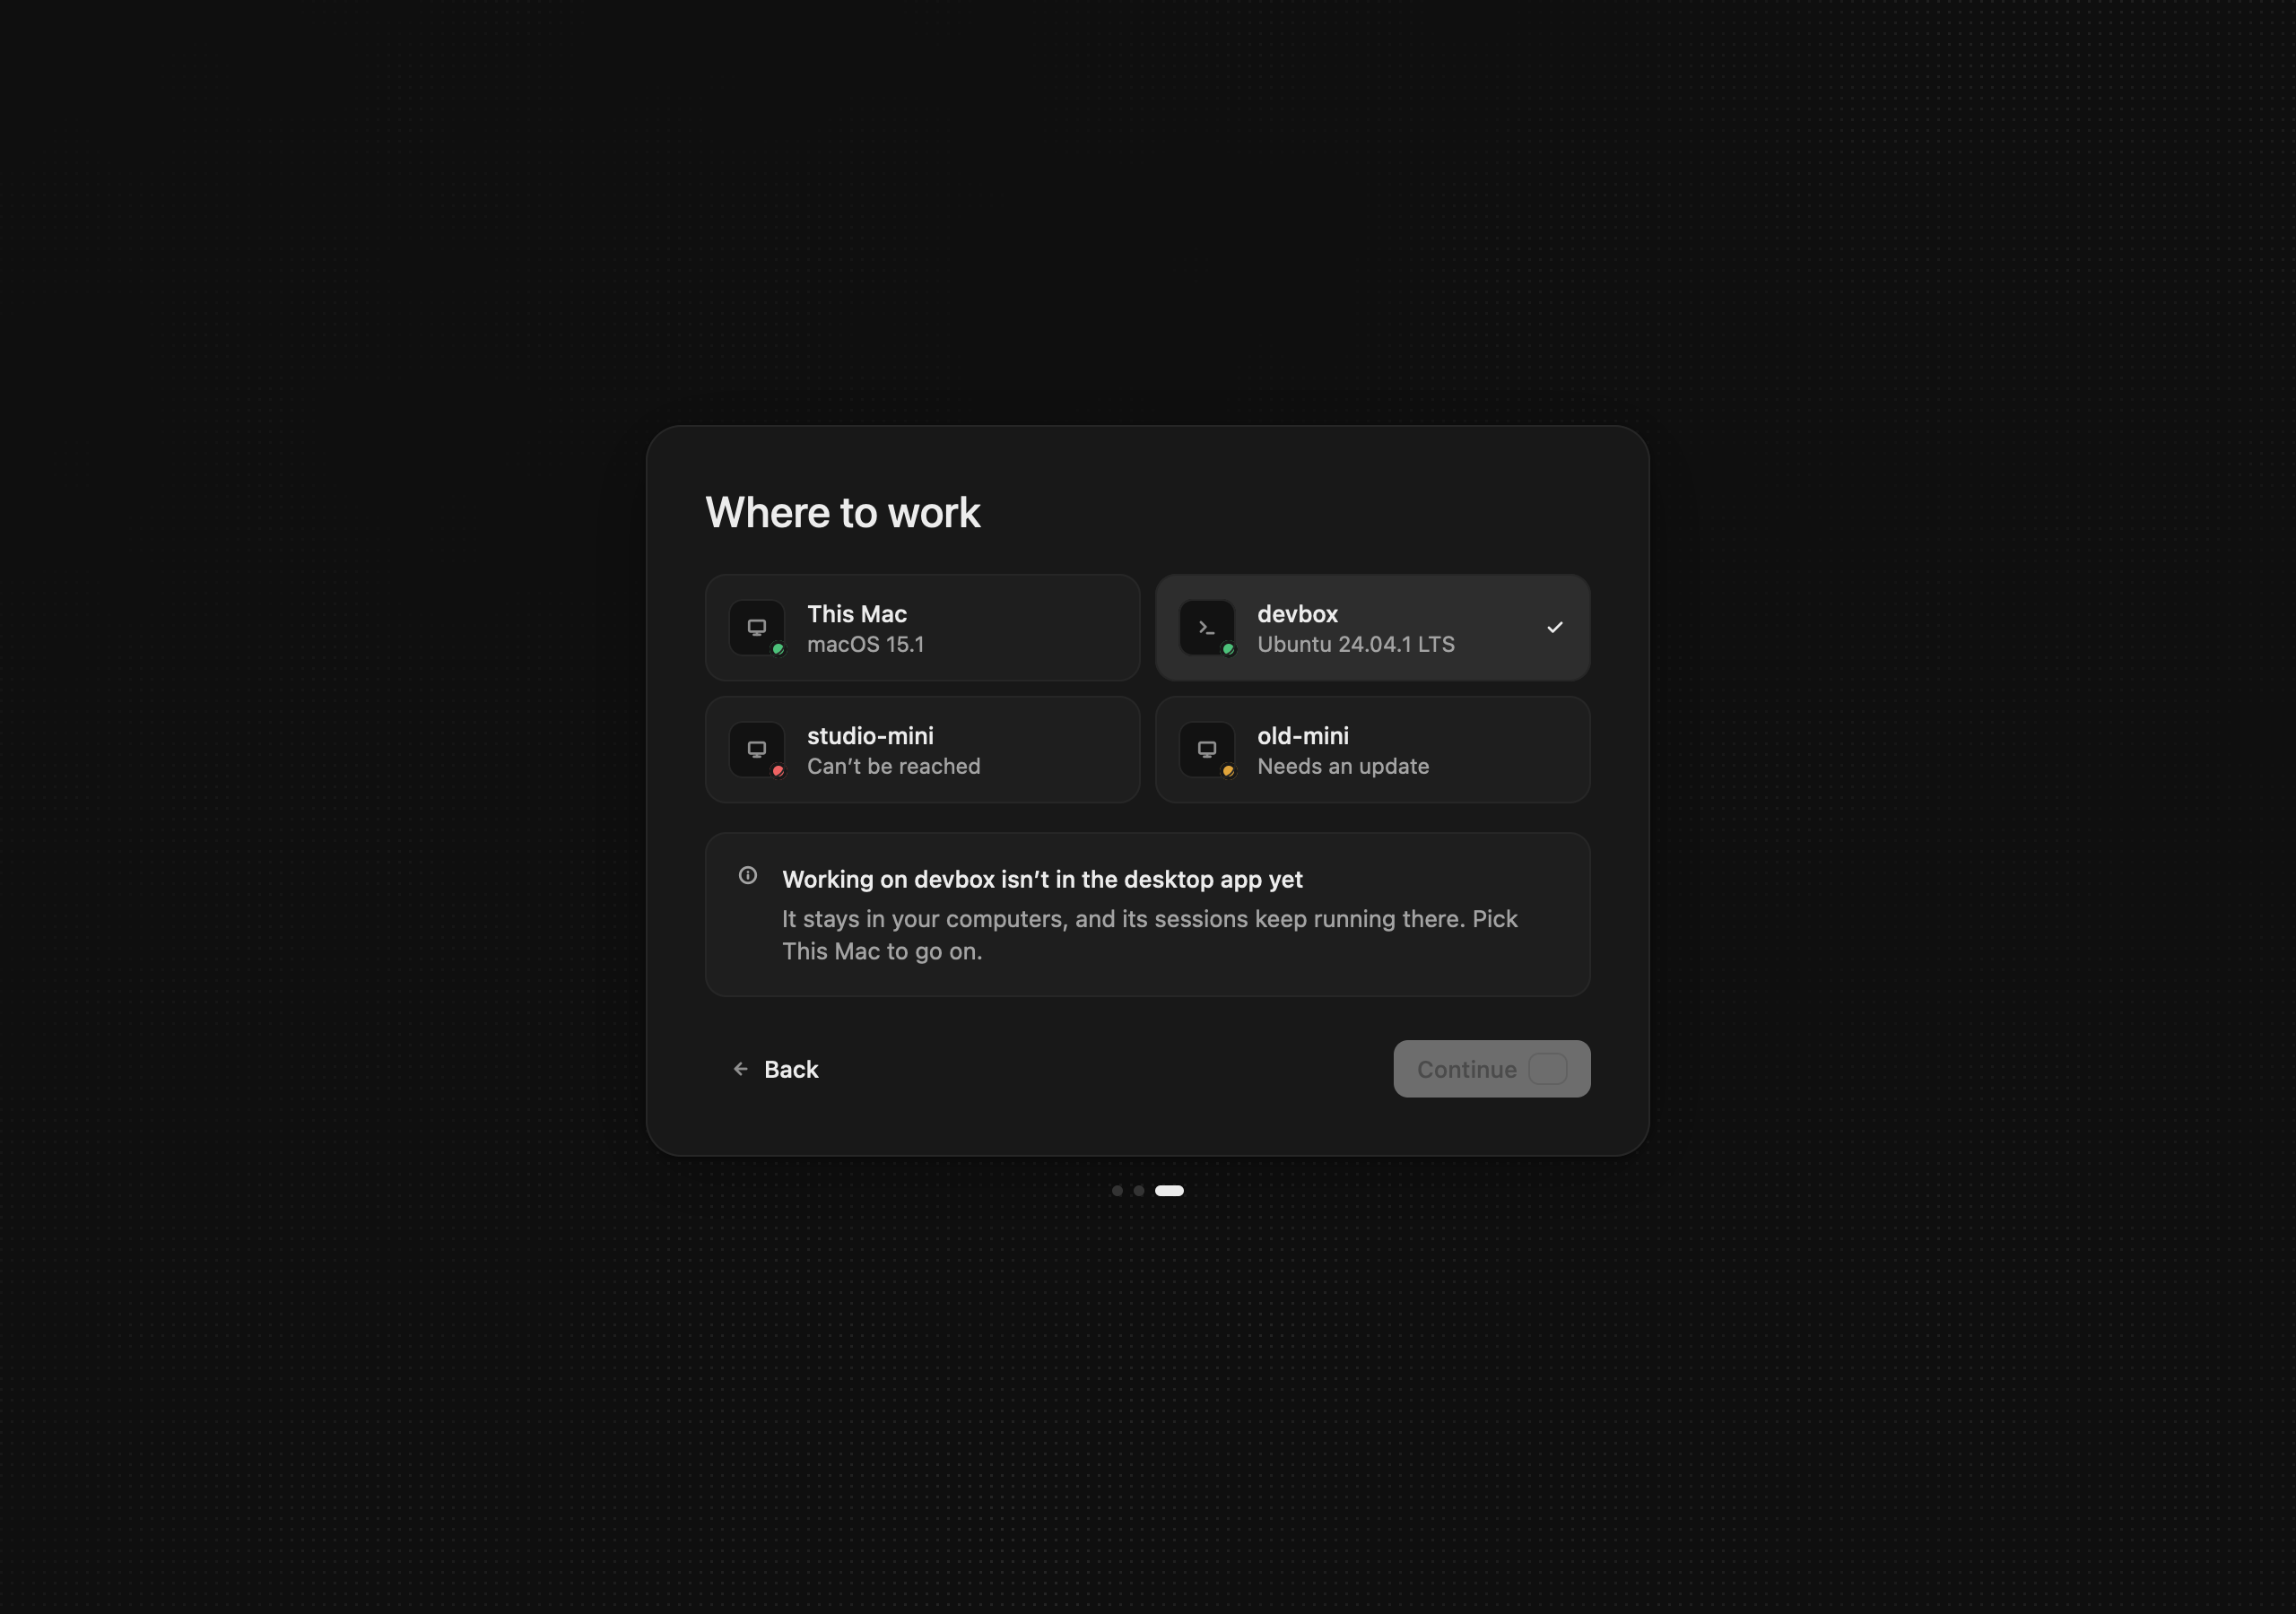 Where to work
This Mac
macOS 15.1
devbox
Ubuntu 24.04.1 LTS
studio-mini
Can’t be reached
old-mini
Needs an update
Working on devbox isn’t in the desktop app yet
It stays in your computers, and its sessions keep running there. Pick
This Mac to go on.
Back
Continue